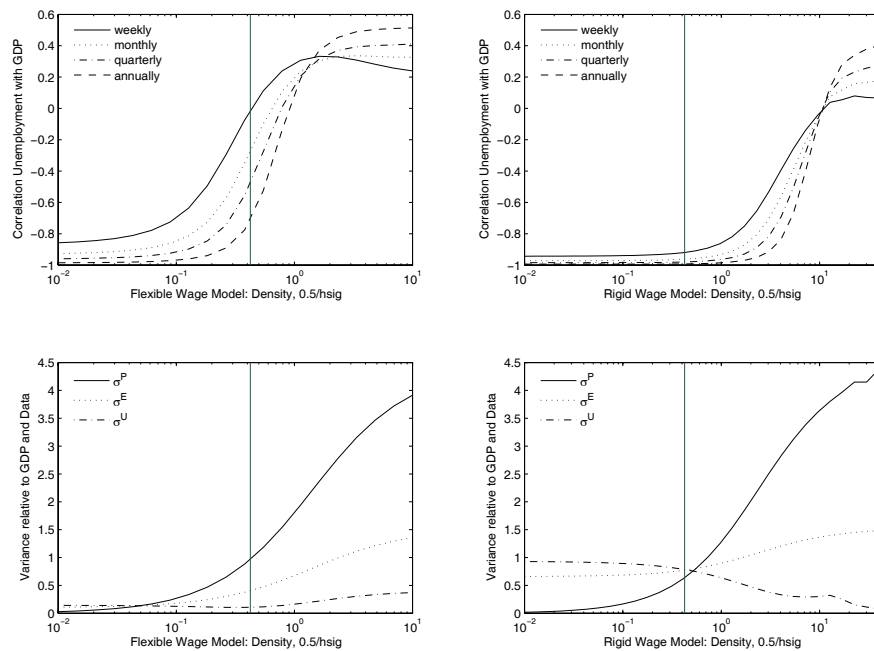 Correlation Unemployment with GDP
0.6
0.4
0.2
0
−0.2
−0.4
−0.6
−0.8
−1
weekly
monthly
quarterly
annually
10^-2
10^-1
10^0
10^1
Flexible Wage Model: Density, 0.5/hsig
Correlation Unemployment with GDP
0.6
0.4
0.2
0
−0.2
−0.4
−0.6
−0.8
−1
weekly
monthly
quarterly
annually
10^-2
10^-1
10^0
10^1
Rigid Wage Model: Density, 0.5/hsig
Variance relative to GDP and Data
4.5
4
3.5
3
2.5
2
1.5
1
0.5
0
σ^P
σ^E
σ^U
10^-2
10^-1
10^0
10^1
Flexible Wage Model: Density, 0.5/hsig
Variance relative to GDP and Data
4.5
4
3.5
3
2.5
2
1.5
1
0.5
0
σ^P
σ^E
σ^U
10^-2
10^-1
10^0
10^1
Rigid Wage Model: Density, 0.5/hsig